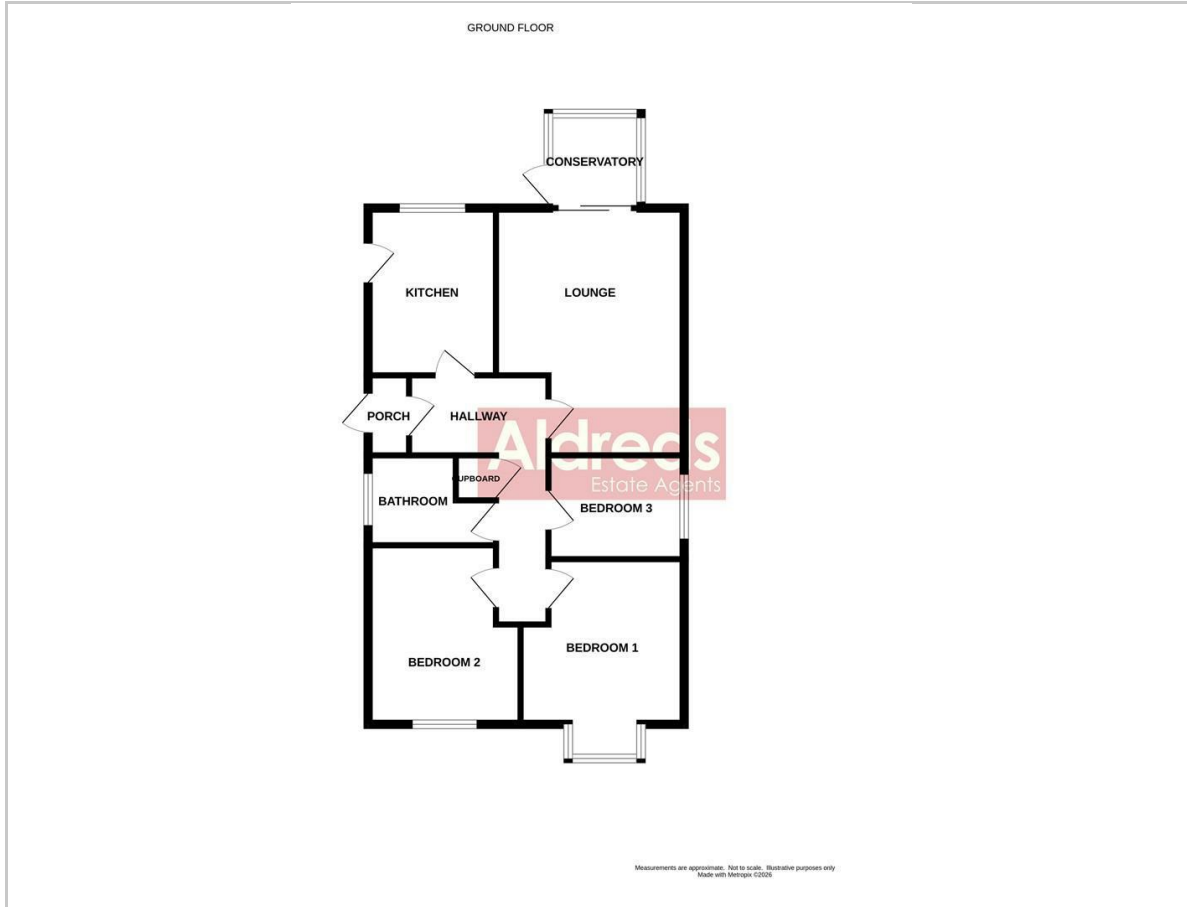 GROUND FLOOR
CONSERVATORY
KITCHEN
LOUNGE
PORCH
HALLWAY
Aldreds
Estate Agents
CUPBOARD
BATHROOM
BEDROOM 3
BEDROOM 1
BEDROOM 2
Measurements are approximate. Not to scale. Illustrative purposes only
Made with Metropix ©2026